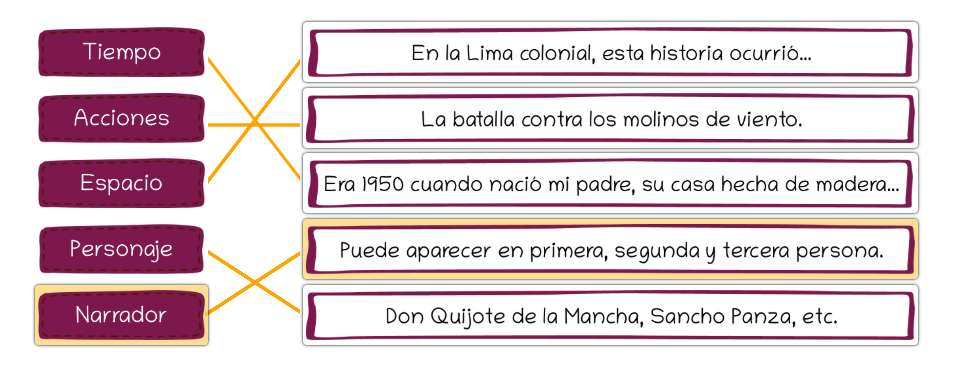 Tiempo
En la Lima colonial, esta historia ocurrió...
Acciones
La batalla contra los molinos de viento.
Espacio
Era 1950 cuando nació mi padre, su casa hecha de madera...
Personaje
Puede aparecer en primera, segunda y tercera persona.
Narrador
Don Quijote de la Mancha, Sancho Panza, etc.